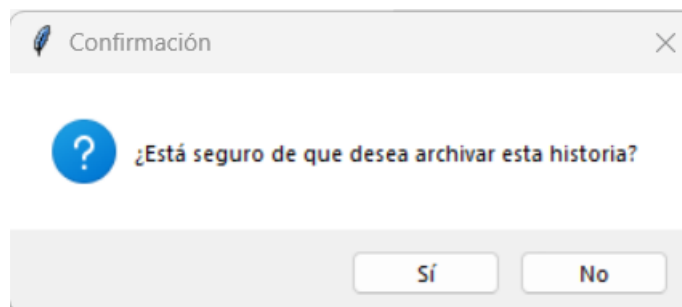 Confirmación
¿Está seguro de que desea archivar esta historia?
Sí
No